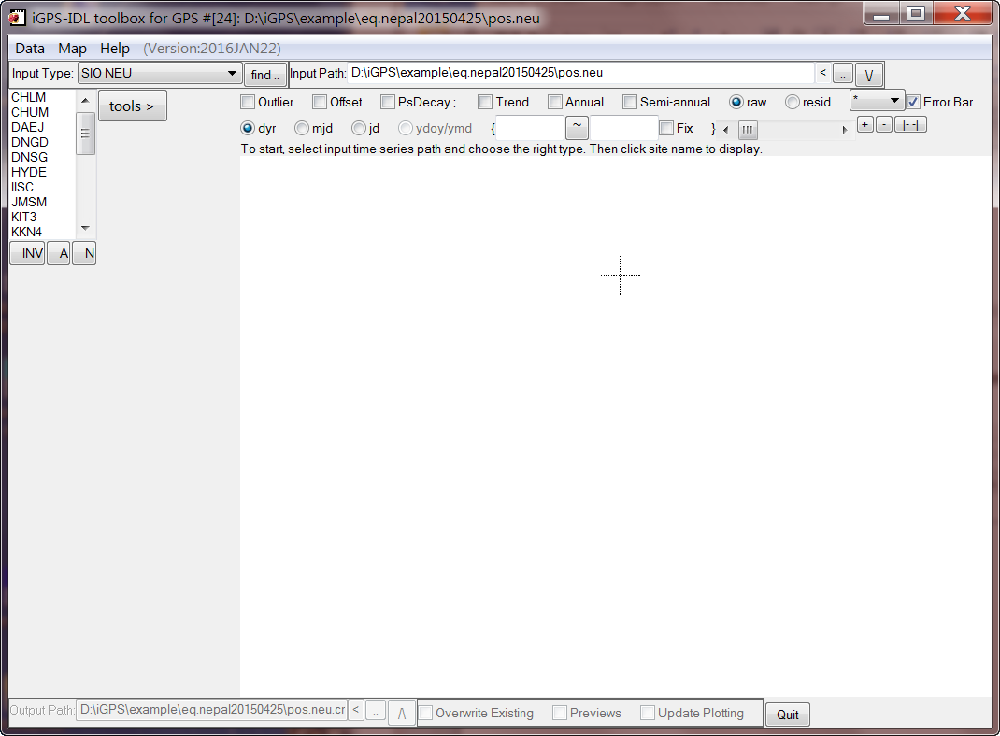 iGPS-IDL toolbox for GPS #[24]: D:\iGPS\example\eq.nepal20150425\pos.neu
Data Map Help (Version:2016JAN22)
Input Type: SIO NEU find .. Input Path: D:\iGPS\example\eq.nepal20150425\pos.neu < .. \/
CHLM
CHUM
DAEJ
DNGD
DNSG
HYDE
IISC
JMSM
KIT3
KKN4
INV A N
tools >
Outlier Offset PsDecay ; Trend Annual Semi-annual raw resid * Error Bar
dyr mjd jd ydoy/ymd { ~ Fix } + - |- -|
To start, select input time series path and choose the right type. Then click site name to display.
Output Path: D:\iGPS\example\eq.nepal20150425\pos.neu.cr < .. /\ Overwrite Existing Previews Update Plotting Quit